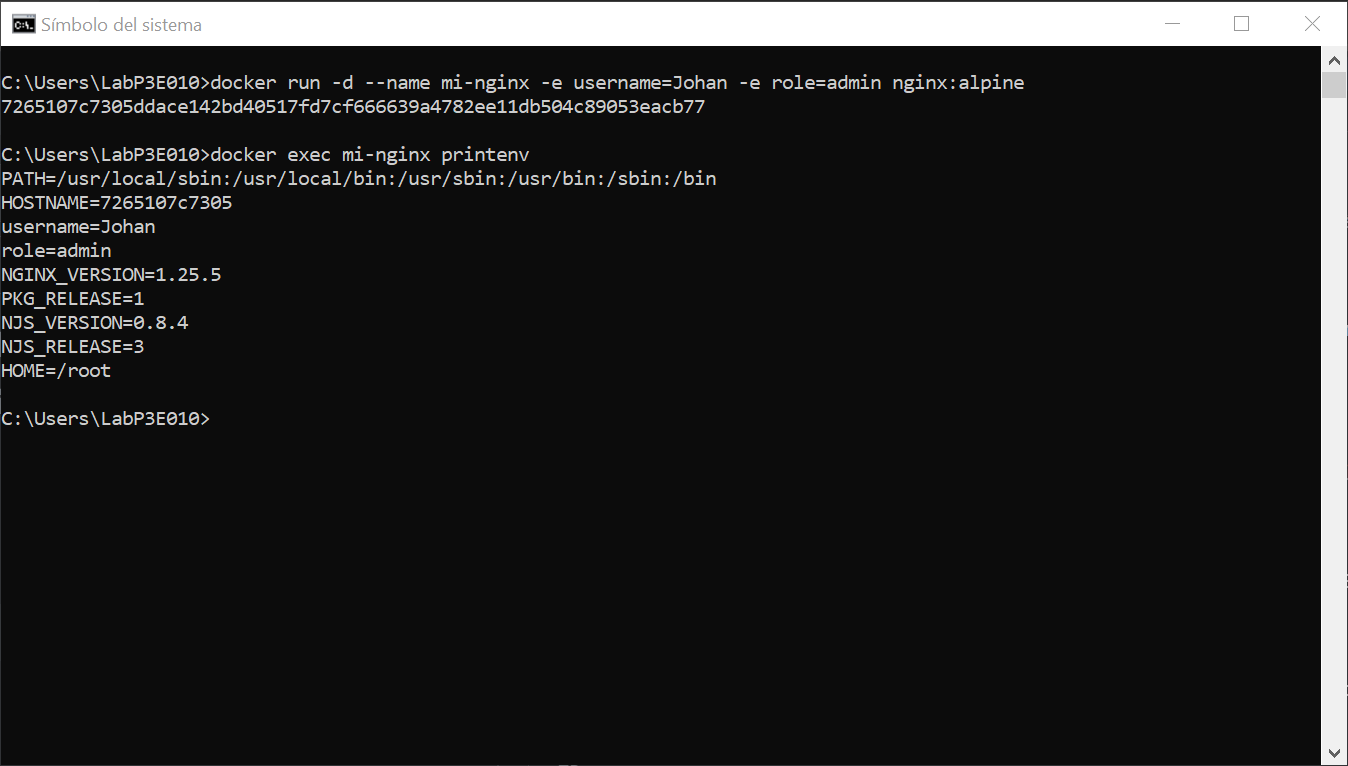 Símbolo del sistema
C:\Users\LabP3E010>docker run -d --name mi-nginx -e username=Johan -e role=admin nginx:alpine
7265107c7305ddace142bd40517fd7cf666639a4782ee11db504c89053eacb77
C:\Users\LabP3E010>docker exec mi-nginx printenv
PATH=/usr/local/sbin:/usr/local/bin:/usr/sbin:/usr/bin:/sbin:/bin
HOSTNAME=7265107c7305
username=Johan
role=admin
NGINX_VERSION=1.25.5
PKG_RELEASE=1
NJS_VERSION=0.8.4
NJS_RELEASE=3
HOME=/root
C:\Users\LabP3E010>